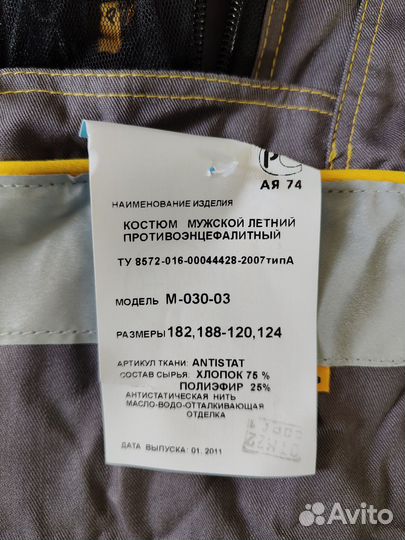 АЯ 74
НАИМЕНОВАНИЕ ИЗДЕЛИЯ
КОСТЮМ МУЖСКОЙ ЛЕТНИЙ
ПРОТИВОЭНЦЕФАЛИТНЫЙ
ТУ 8572-016-00044428-2007типА
МОДЕЛЬ М-030-03
РАЗМЕРЫ 182,188-120,124
АРТИКУЛ ТКАНИ: ANTISTAT
СОСТАВ СЫРЬЯ: ХЛОПОК 75 %
ПОЛИЭФИР 25%
АНТИСТАТИЧЕСКАЯ НИТЬ
МАСЛО-ВОДО-ОТТАЛКИВАЮЩАЯ
ОТДЕЛКА
ДАТА ВЫПУСКА: 01. 2011
Avito